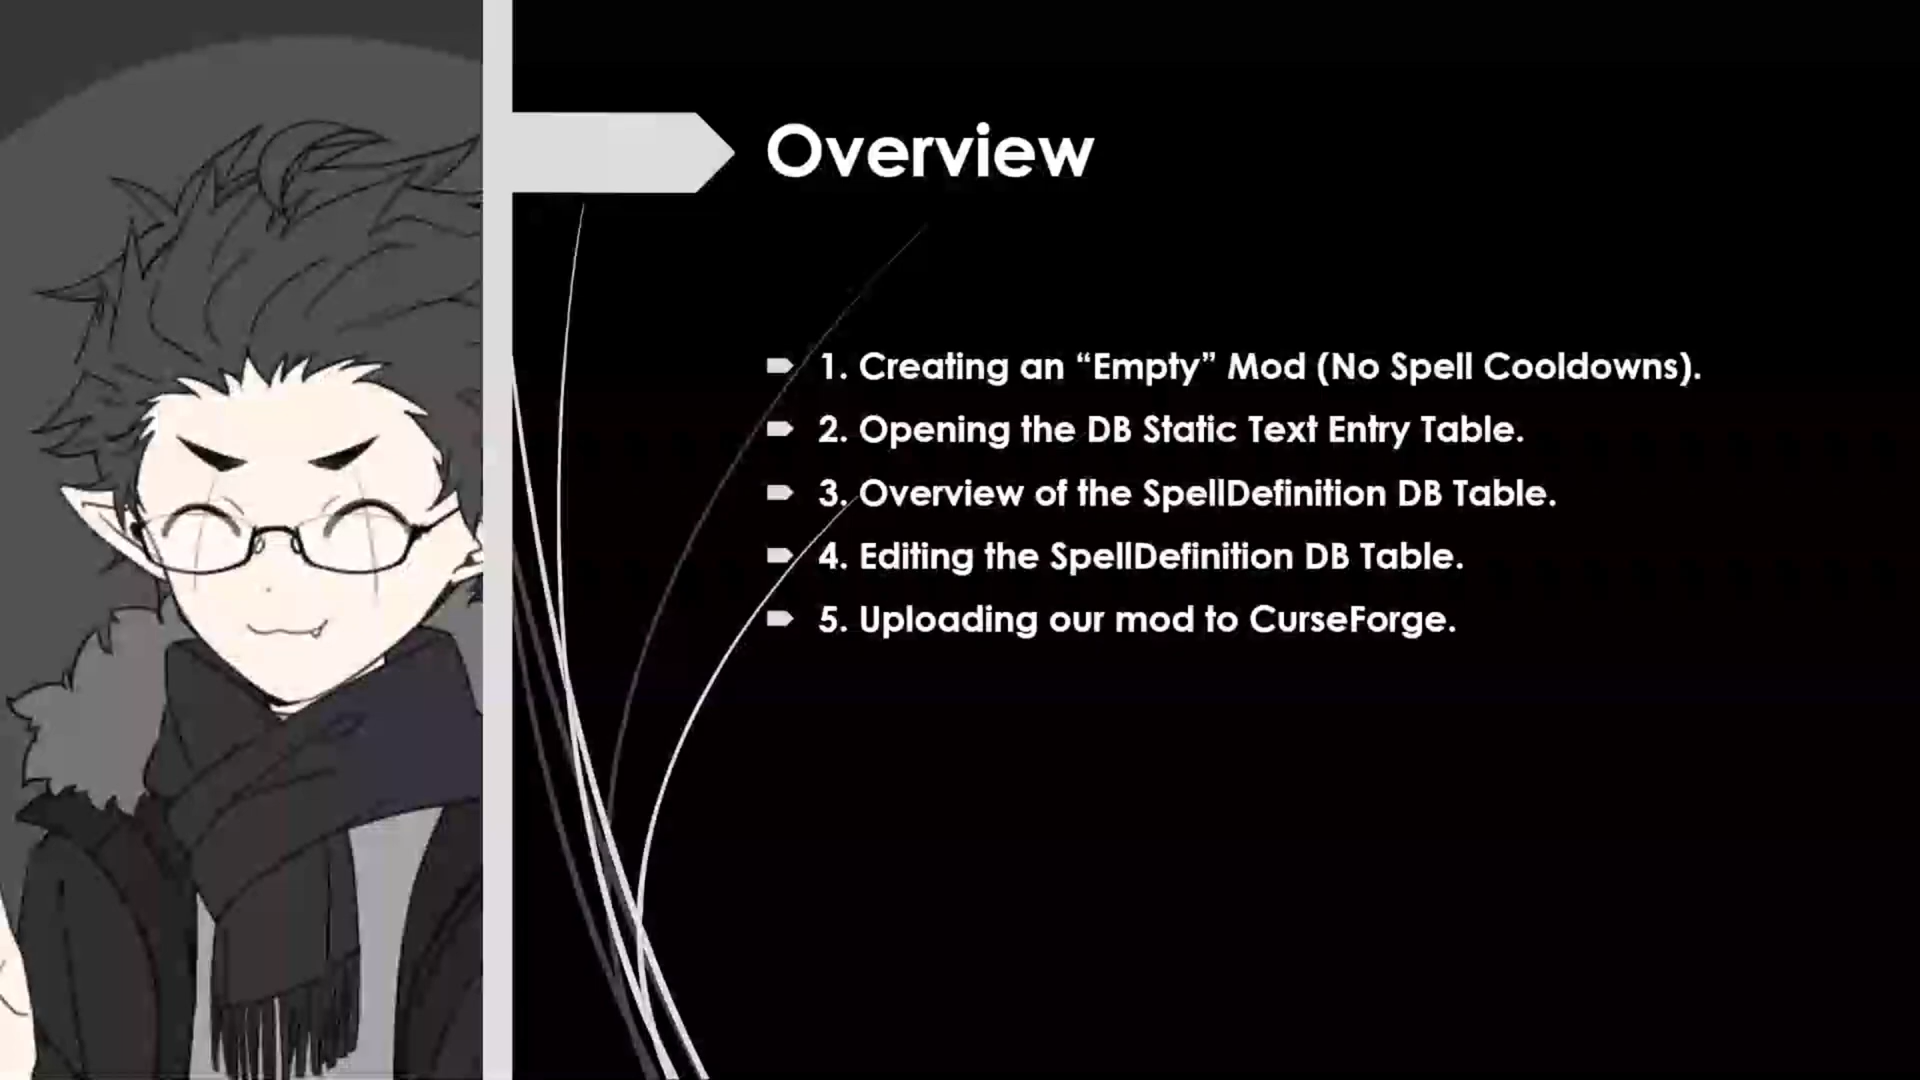 Overview
1. Creating an “Empty” Mod (No Spell Cooldowns).
2. Opening the DB Static Text Entry Table.
3. Overview of the SpellDefinition DB Table.
4. Editing the SpellDefinition DB Table.
5. Uploading our mod to CurseForge.